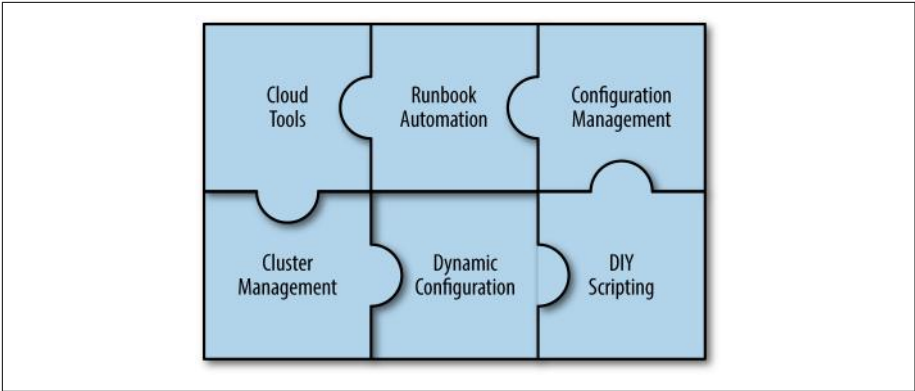 Cloud
Tools
Runbook
Automation
Configuration
Management
Cluster
Management
Dynamic
Configuration
DIY
Scripting